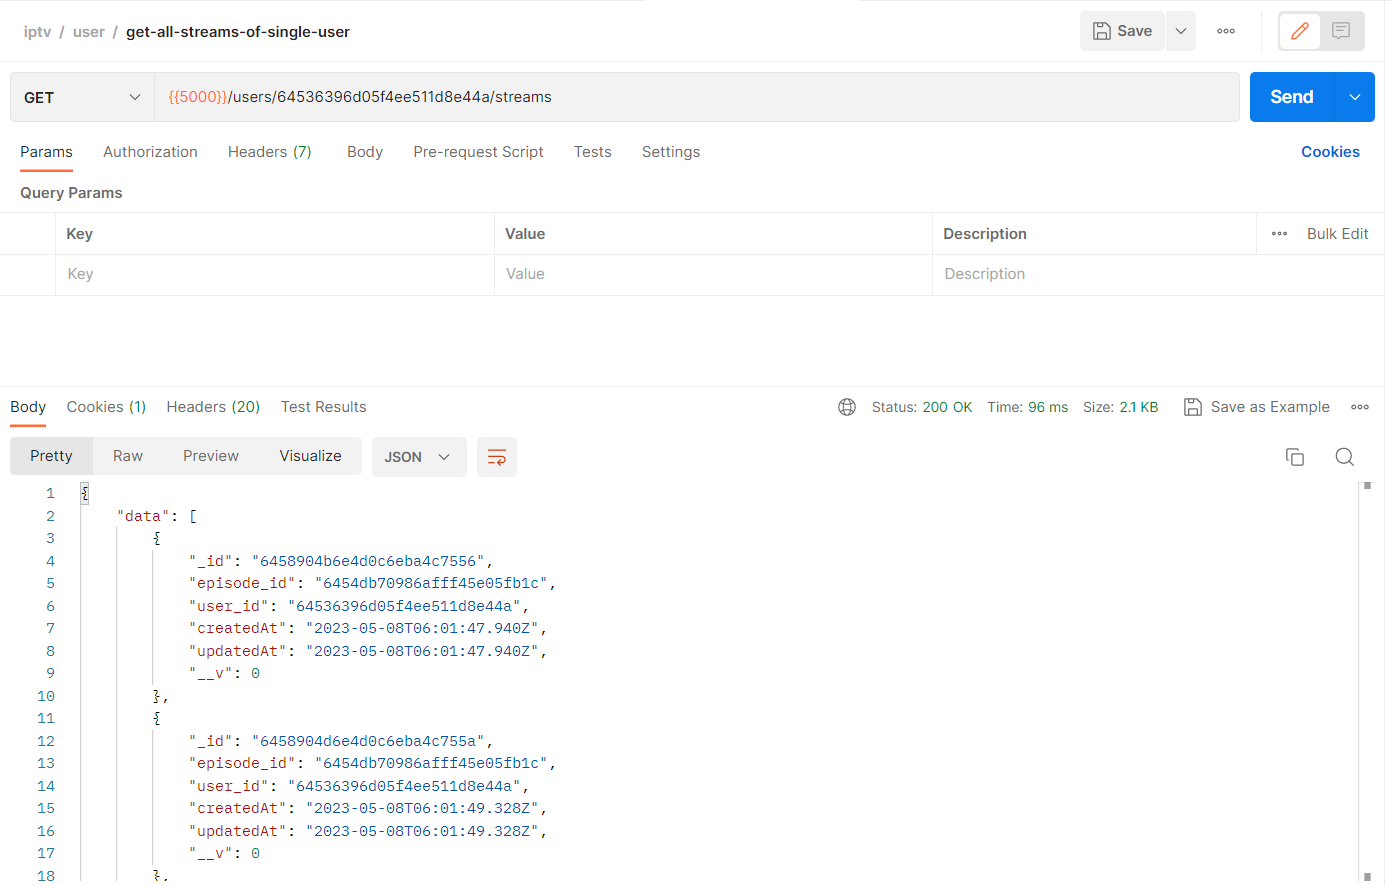 iptv / user / get-all-streams-of-single-user
Save
GET
{{5000}}/users/64536396d05f4ee511d8e44a/streams
Send
Params Authorization Headers (7) Body Pre-request Script Tests Settings Cookies
Query Params
Key Value Description Bulk Edit
Key Value Description
Body Cookies (1) Headers (20) Test Results Status: 200 OK Time: 96 ms Size: 2.1 KB Save as Example
Pretty Raw Preview Visualize JSON
1 {
2 "data": [
3 {
4 "_id": "6458904b6e4d0c6eba4c7556",
5 "episode_id": "6454db70986afff45e05fb1c",
6 "user_id": "64536396d05f4ee511d8e44a",
7 "createdAt": "2023-05-08T06:01:47.940Z",
8 "updatedAt": "2023-05-08T06:01:47.940Z",
9 "__v": 0
10 },
11 {
12 "_id": "6458904d6e4d0c6eba4c755a",
13 "episode_id": "6454db70986afff45e05fb1c",
14 "user_id": "64536396d05f4ee511d8e44a",
15 "createdAt": "2023-05-08T06:01:49.328Z",
16 "updatedAt": "2023-05-08T06:01:49.328Z",
17 "__v": 0
18 },